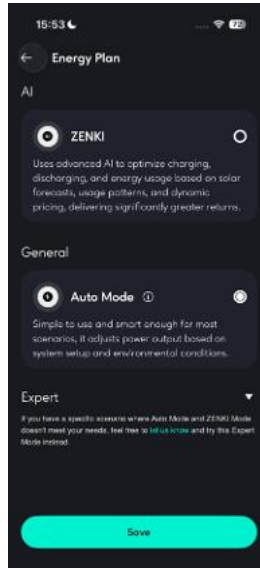 15:53
72
Energy Plan
AI
ZENKI
Uses advanced AI to optimize charging,
discharging, and energy usage based on solar
forecasts, usage patterns, and dynamic
pricing, delivering significantly greater returns.
General
Auto Mode
Simple to use and smart enough for most
scenarios, it adjusts power output based on
system setup and environmental conditions.
Expert
If you have a specific scenario where Auto Mode and ZENKI Mode
doesn't meet your needs, feel free to let us know and try this Expert
Mode instead.
Save